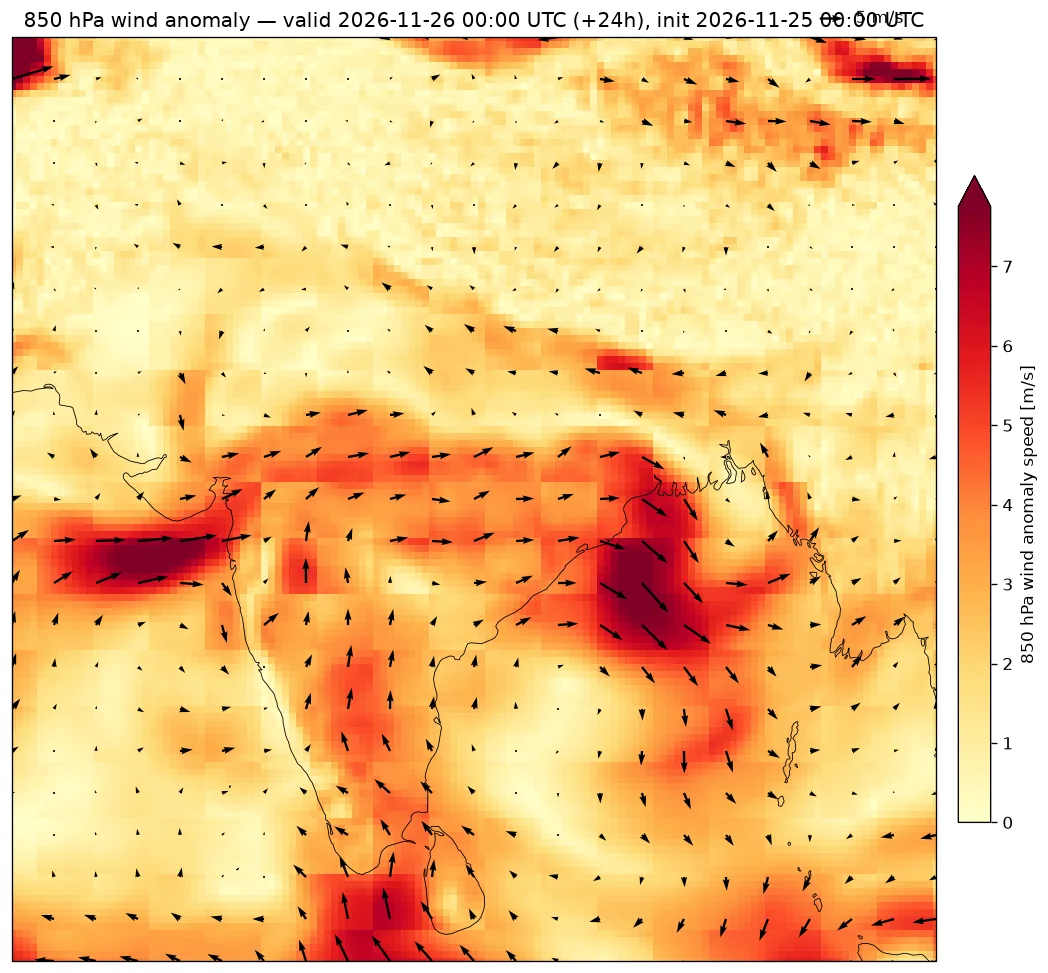 850 hPa wind anomaly — valid 2026-11-26 00:00 UTC (+24h), init 2026-11-25 00:00 UTC
5 m/s
7
6
5
4
3
2
1
0
850 hPa wind anomaly speed [m/s]